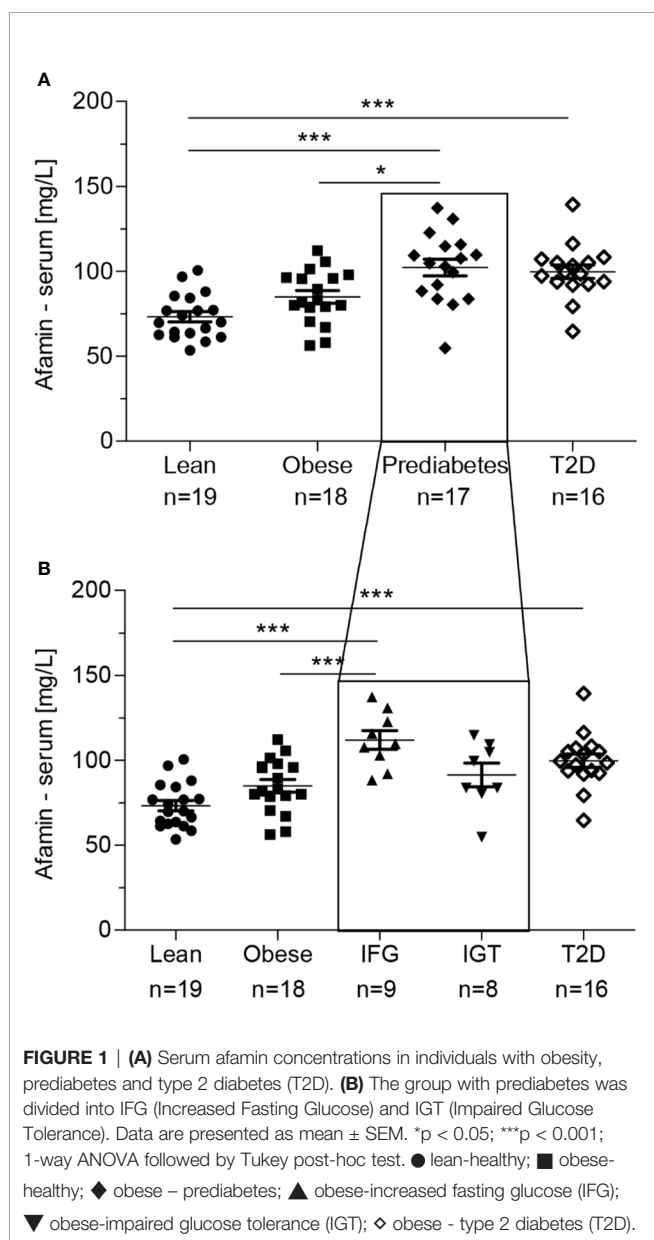 A
200
150
100
50
0
Afamin - serum [mg/L]
***
***
*
Lean Obese Prediabetes T2D
n=19 n=18 n=17 n=16
B
200
150
100
50
0
Afamin - serum [mg/L]
***
***
***
Lean Obese IFG IGT T2D
n=19 n=18 n=9 n=8 n=16
FIGURE 1 | (A) Serum afamin concentrations in individuals with obesity,
prediabetes and type 2 diabetes (T2D). (B) The group with prediabetes was
divided into IFG (Increased Fasting Glucose) and IGT (Impaired Glucose
Tolerance). Data are presented as mean ± SEM. *p < 0.05; ***p < 0.001;
1-way ANOVA followed by Tukey post-hoc test. ● lean-healthy; ■ obese-
healthy; ◆ obese – prediabetes; ▲ obese-increased fasting glucose (IFG);
▼ obese-impaired glucose tolerance (IGT); ⋄ obese - type 2 diabetes (T2D).